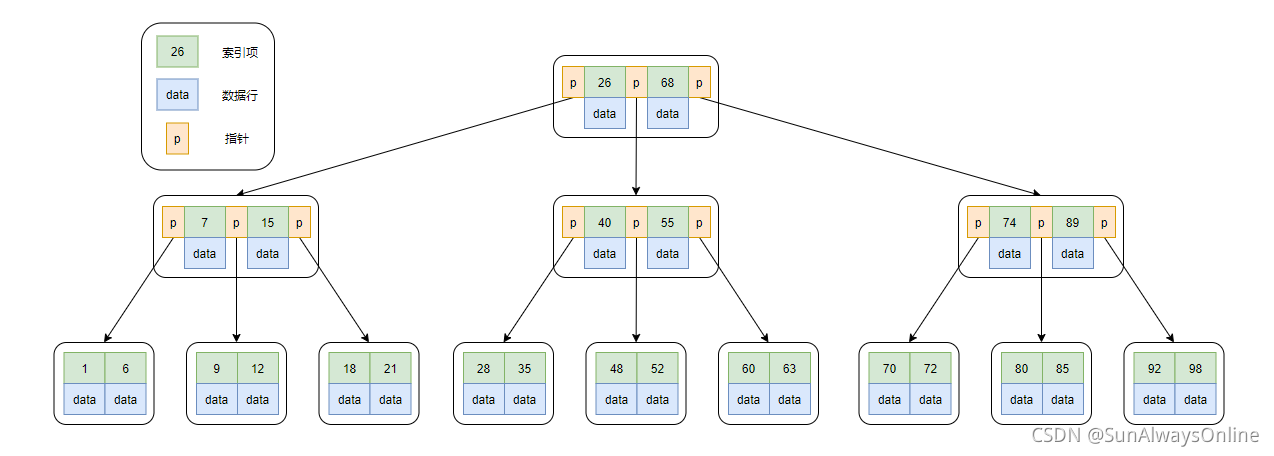 26 索引项
data 数据行
p 指针
p 26 p 68 p
data data
p 7 p 15 p
data data
p 40 p 55 p
data data
p 74 p 89 p
data data
1 6
data data
9 12
data data
18 21
data data
28 35
data data
48 52
data data
60 63
data data
70 72
data data
80 85
data data
92 98
data data
CSDN @SunAlwaysOnline